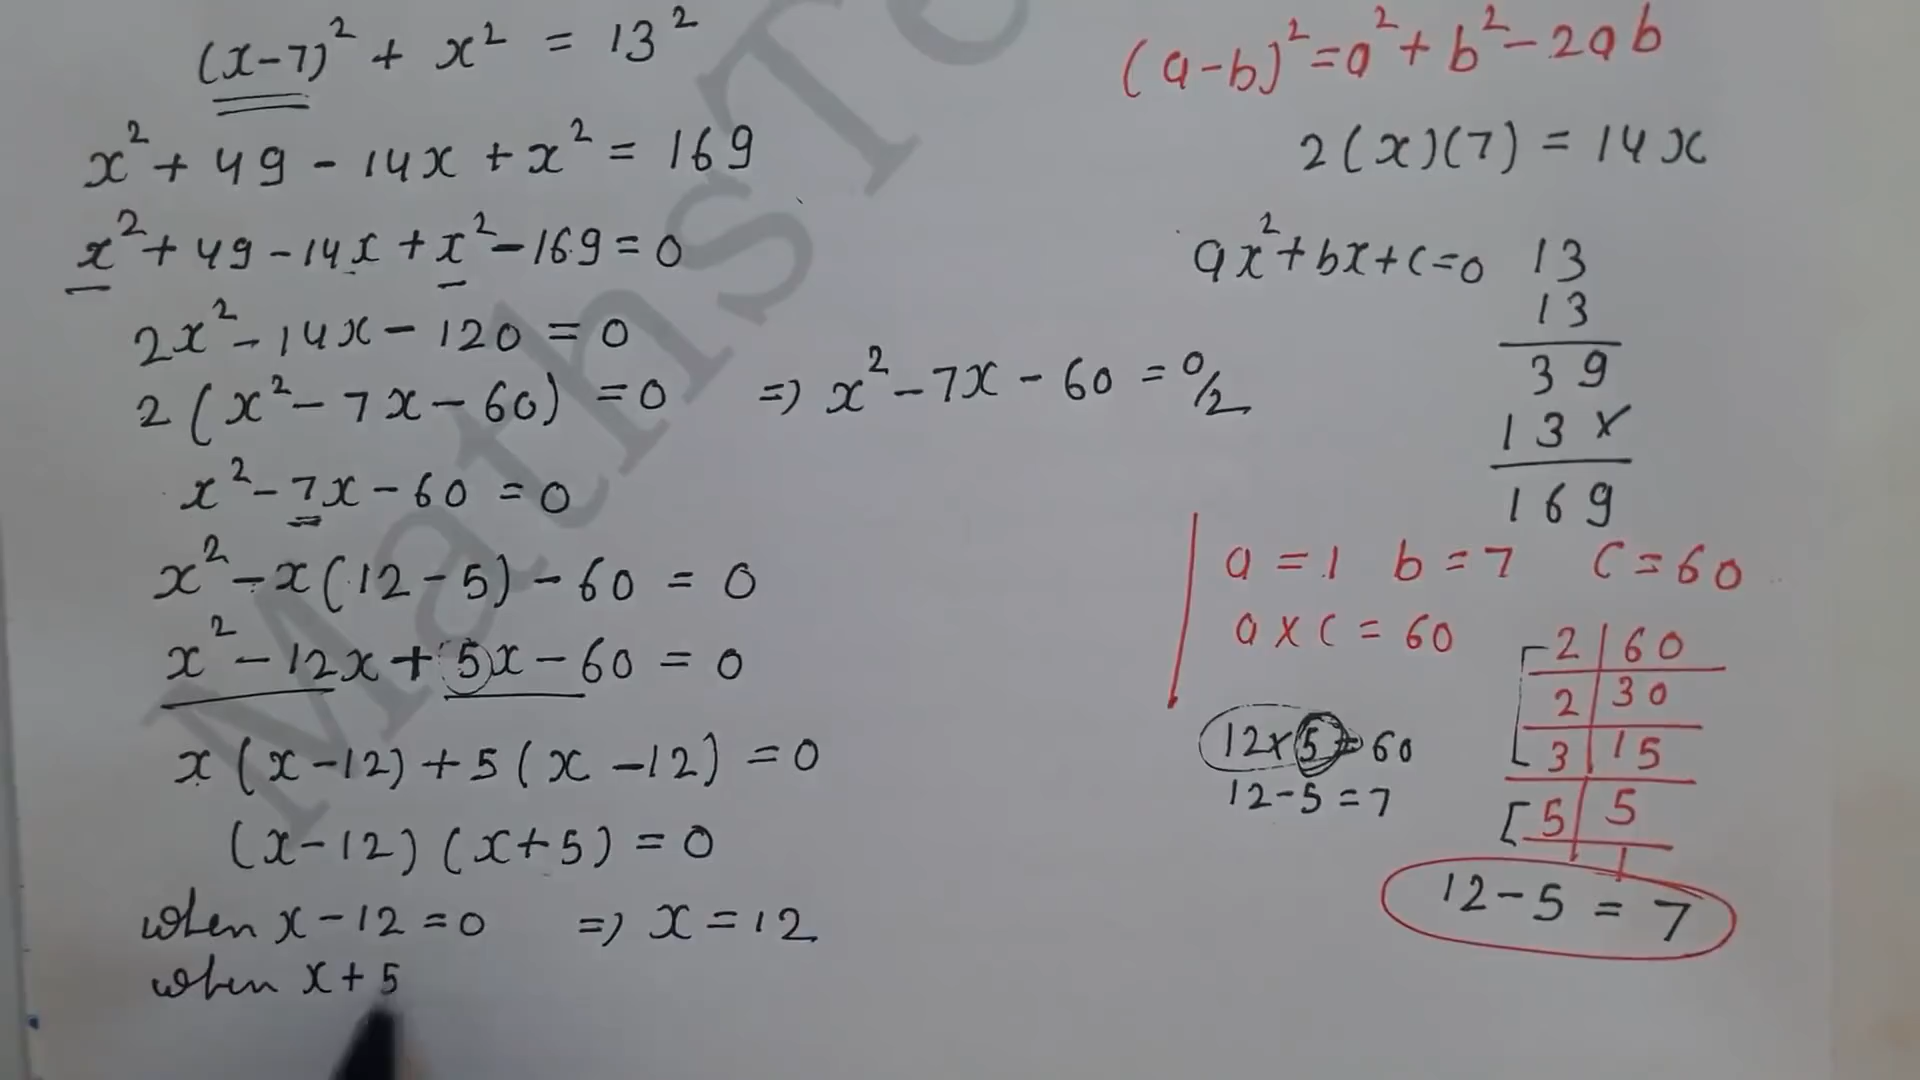 (x-7)² + x² = 13²
x² + 49 - 14x + x² = 169
x² + 49 - 14x + x² - 169 = 0
2x² - 14x - 120 = 0
2(x² - 7x - 60) = 0 => x² - 7x - 60 = 0/2
x² - 7x - 60 = 0
x² - x(12 - 5) - 60 = 0
x² - 12x + 5x - 60 = 0
x(x - 12) + 5(x - 12) = 0
(x - 12)(x + 5) = 0
when x - 12 = 0 => x = 12
when x + 5
(a-b)² = a² + b² - 2ab
2(x)(7) = 14x
ax² + bx + c = 0
13
13
39
13x
169
a = 1 b = 7 c = 60
a x c = 60
12 x 5 = 60
12 - 5 = 7
2 | 60
2 | 30
3 | 15
5 | 5
1
12 - 5 = 7
Maths